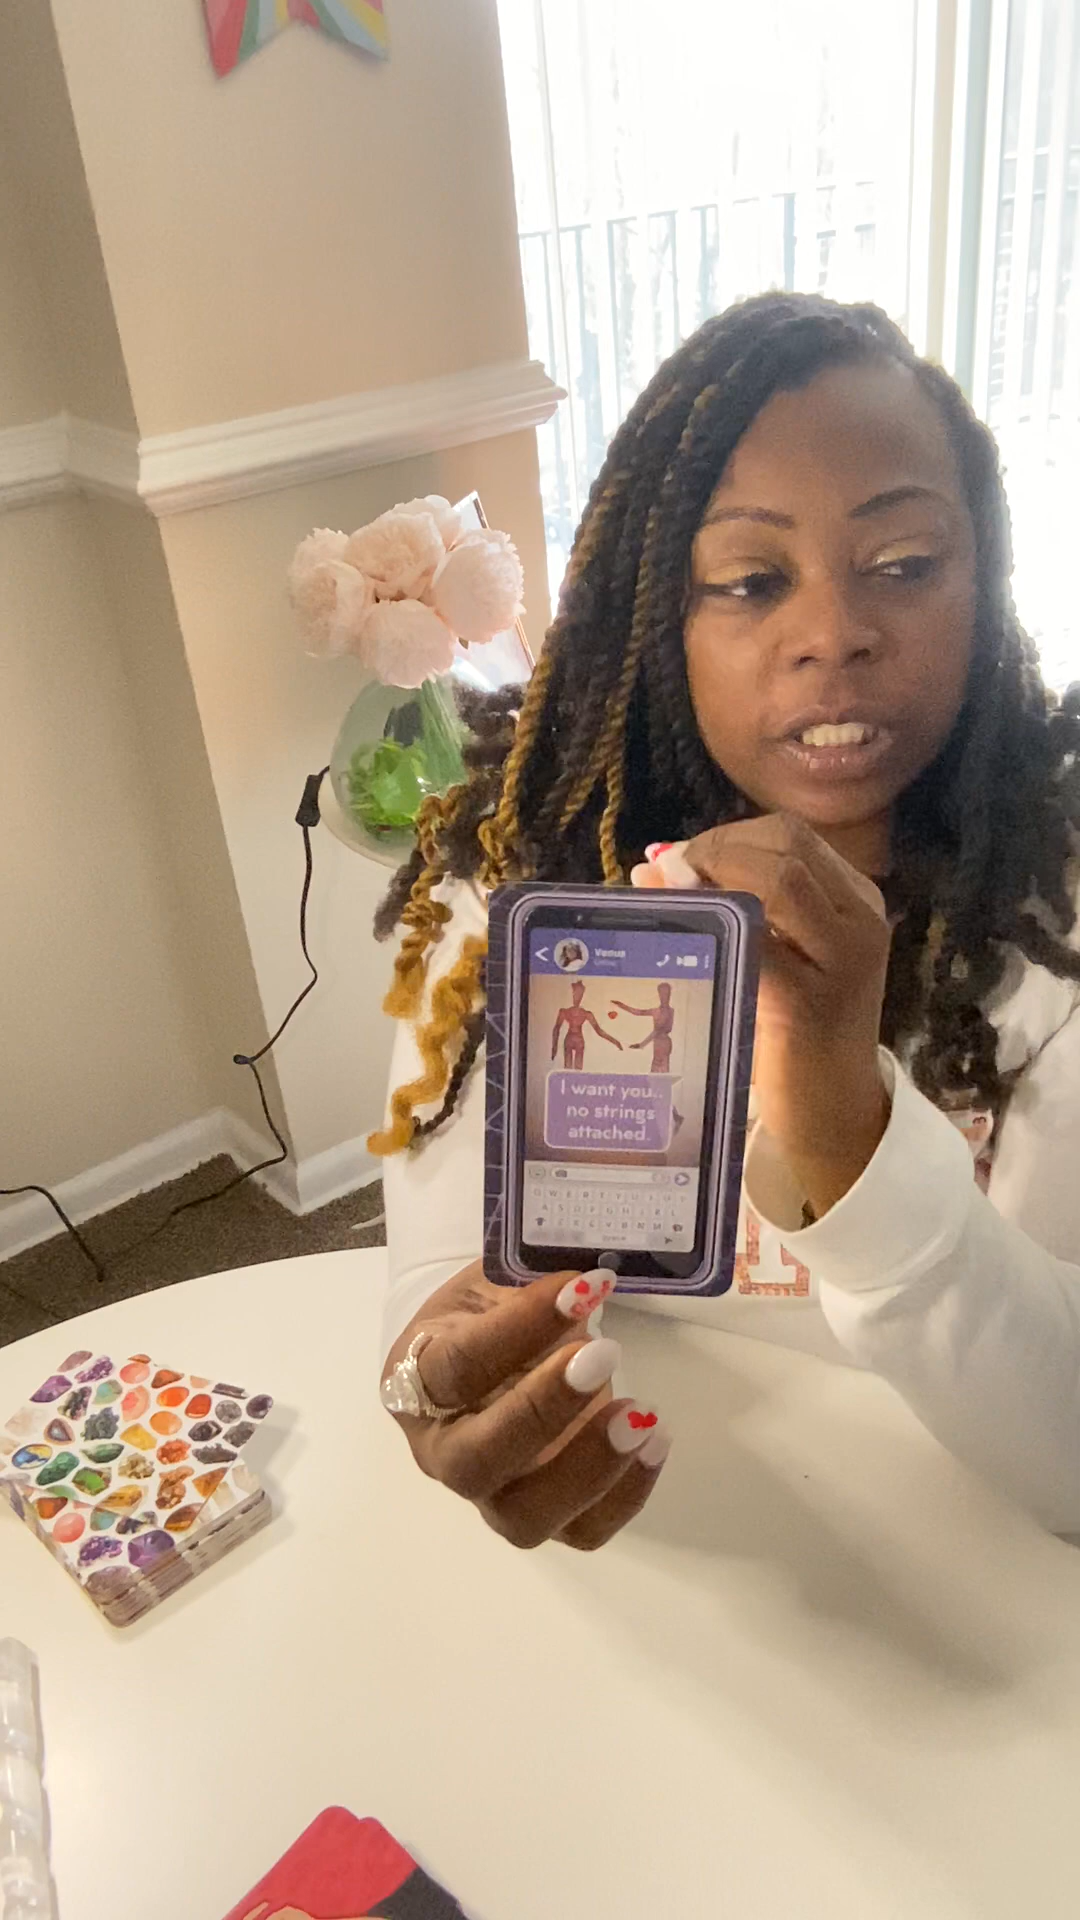 Venus
I want you..
no strings
attached.
Q W E R T Y U I O P
A S D F G H J K L
Z X C V B N M